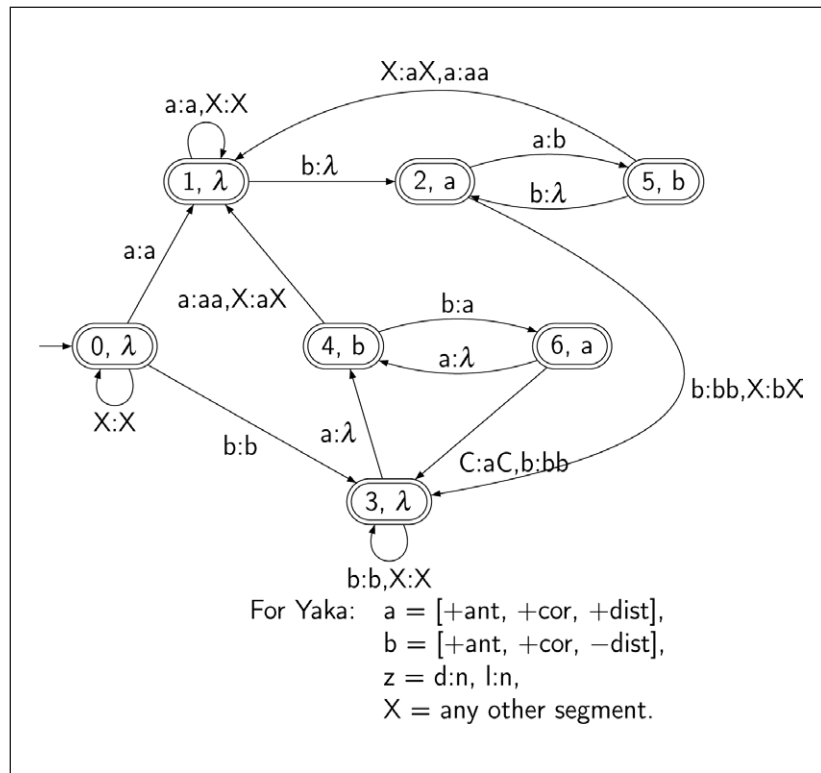 X:aX,a:aa
a:a,X:X
a:b
1, λ
b:λ
2, a
5, b
b:λ
a:a
a:aa,X:aX
b:a
0, λ
4, b
6, a
a:λ
b:bb,X:bX
X:X
b:b
a:λ
C:aC,b:bb
3, λ
b:b,X:X
For Yaka: a = [+ant, +cor, +dist],
b = [+ant, +cor, −dist],
z = d:n, l:n,
X = any other segment.